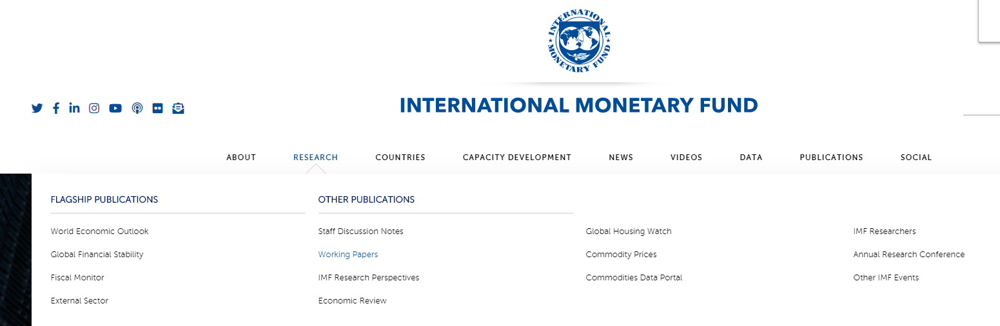 INTERNATIONAL
MONETARY FUND
INTERNATIONAL MONETARY FUND
ABOUT RESEARCH COUNTRIES CAPACITY DEVELOPMENT NEWS VIDEOS DATA PUBLICATIONS SOCIAL
FLAGSHIP PUBLICATIONS OTHER PUBLICATIONS
World Economic Outlook Staff Discussion Notes Global Housing Watch IMF Researchers
Global Financial Stability Working Papers Commodity Prices Annual Research Conference
Fiscal Monitor IMF Research Perspectives Commodities Data Portal Other IMF Events
External Sector Economic Review